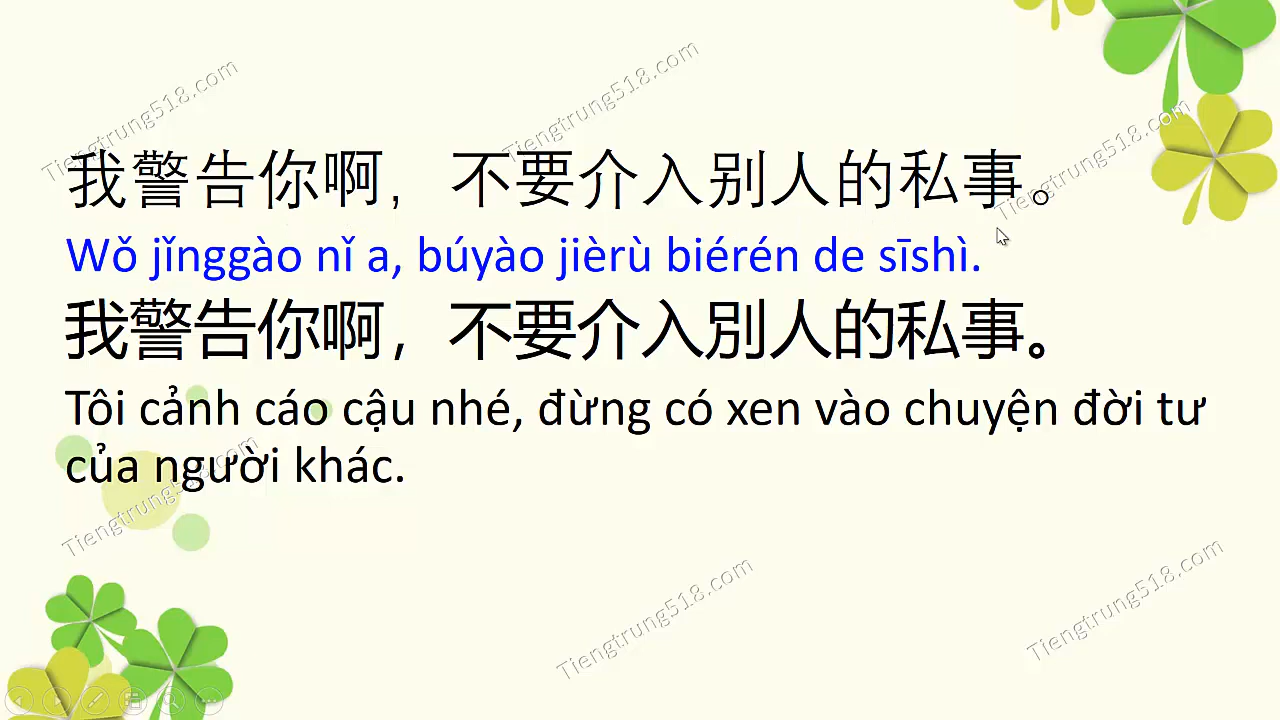 Tiengtrung518.com
Tiengtrung518.com
Tiengtrung518.com
我警告你啊，不要介入别人的私事。
Wǒ jǐnggào nǐ a, búyào jièrù biérén de sīshì.
我警告你啊，不要介入別人的私事。
Tôi cảnh cáo cậu nhé, đừng có xen vào chuyện đời tư
của người khác.
Tiengtrung518.com
Tiengtrung518.com
Tiengtrung518.com